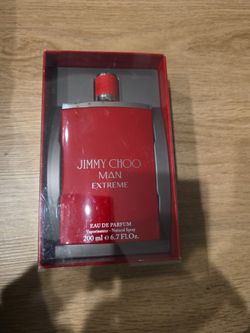 JIMMY CHOO
MAN
EXTREME
EAU DE PARFUM
Vaporisateur - Natural Spray
200 ml e 6.7 Fl.Oz.